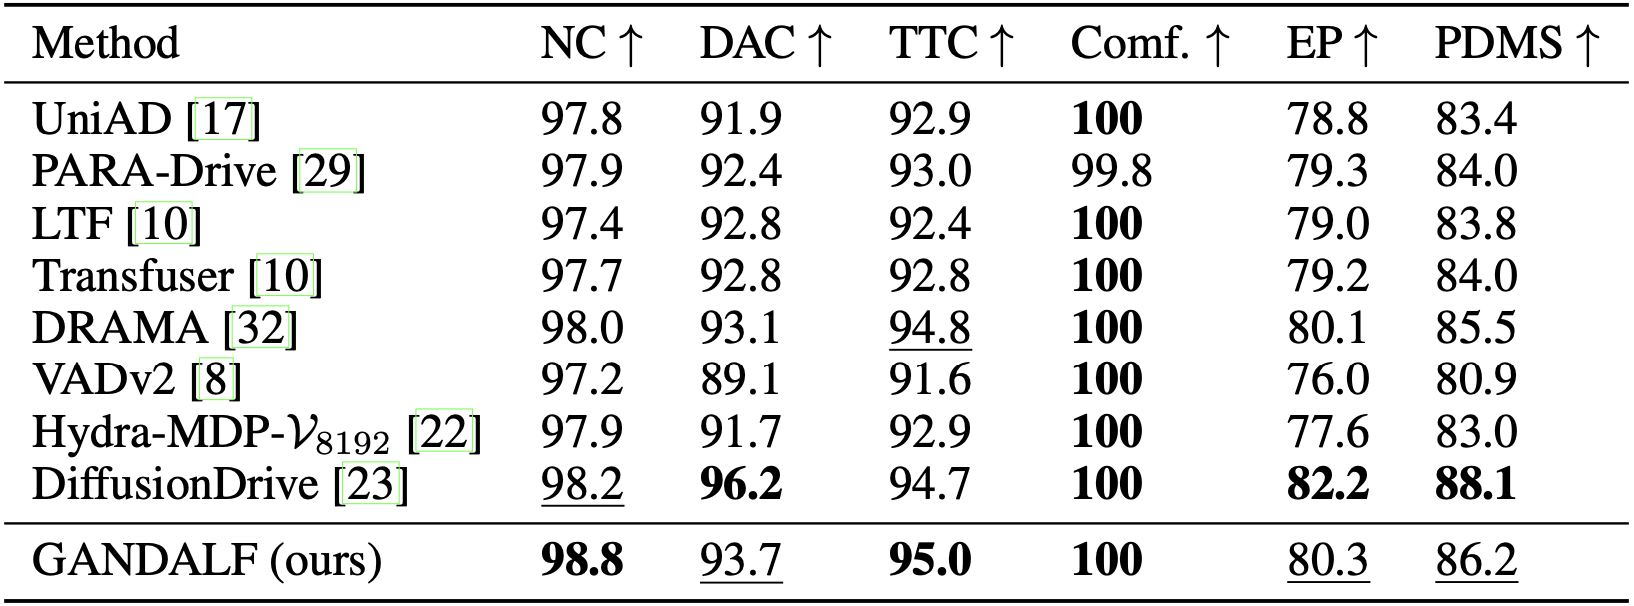 Method NC ↑ DAC ↑ TTC ↑ Comf. ↑ EP ↑ PDMS ↑
UniAD [17] 97.8 91.9 92.9 100 78.8 83.4
PARA-Drive [29] 97.9 92.4 93.0 99.8 79.3 84.0
LTF [10] 97.4 92.8 92.4 100 79.0 83.8
Transfuser [10] 97.7 92.8 92.8 100 79.2 84.0
DRAMA [32] 98.0 93.1 94.8 100 80.1 85.5
VADv2 [8] 97.2 89.1 91.6 100 76.0 80.9
Hydra-MDP-𝒱₈₁₉₂ [22] 97.9 91.7 92.9 100 77.6 83.0
DiffusionDrive [23] 98.2 96.2 94.7 100 82.2 88.1
GANDALF (ours) 98.8 93.7 95.0 100 80.3 86.2